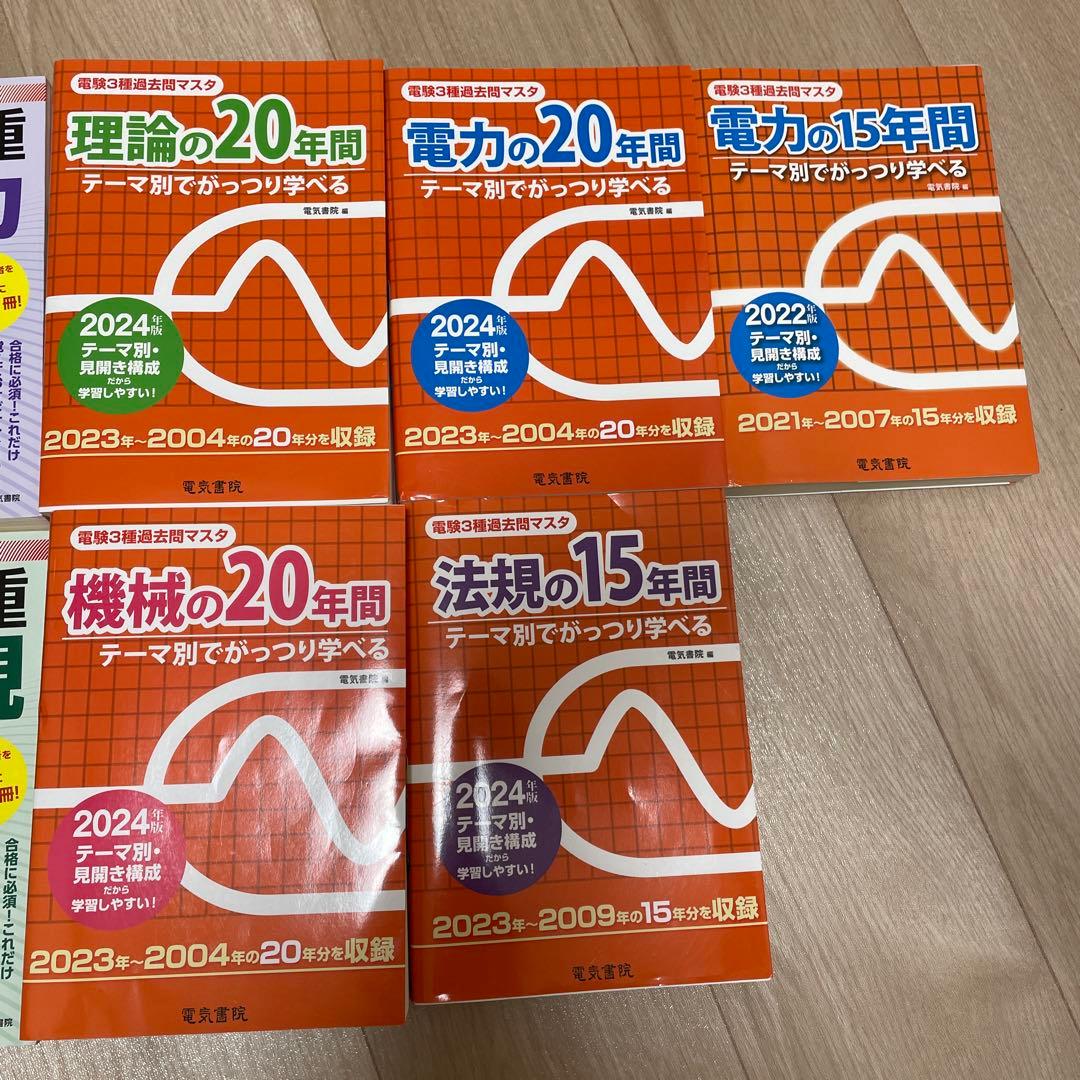 電験3種過去問マスタ
理論の20年間
テーマ別でがっつり学べる
電気書院 編
2024年版
テーマ別・
見開き構成
だから
学習しやすい!
2023年~2004年の20年分を収録
電気書院
電験3種過去問マスタ
電力の20年間
テーマ別でがっつり学べる
電気書院 編
2024年版
テーマ別・
見開き構成
だから
学習しやすい!
2023年~2004年の20年分を収録
電気書院
電験3種過去問マスタ
電力の15年間
テーマ別でがっつり学べる
電気書院 編
2022年版
テーマ別・
見開き構成
だから
学習しやすい!
2021年~2007年の15年分を収録
電気書院
種
力
者を
に
冊!
合格に必須!これだけ
気書院
電験3種過去問マスタ
機械の20年間
テーマ別でがっつり学べる
電気書院 編
2024年版
テーマ別・
見開き構成
だから
学習しやすい!
2023年~2004年の20年分を収録
電気書院
電験3種過去問マスタ
法規の15年間
テーマ別でがっつり学べる
電気書院 編
2024年版
テーマ別・
見開き構成
だから
学習しやすい!
2023年~2009年の15年分を収録
電気書院
種
規
を
に
冊!
合格に必須!これだけ
書院